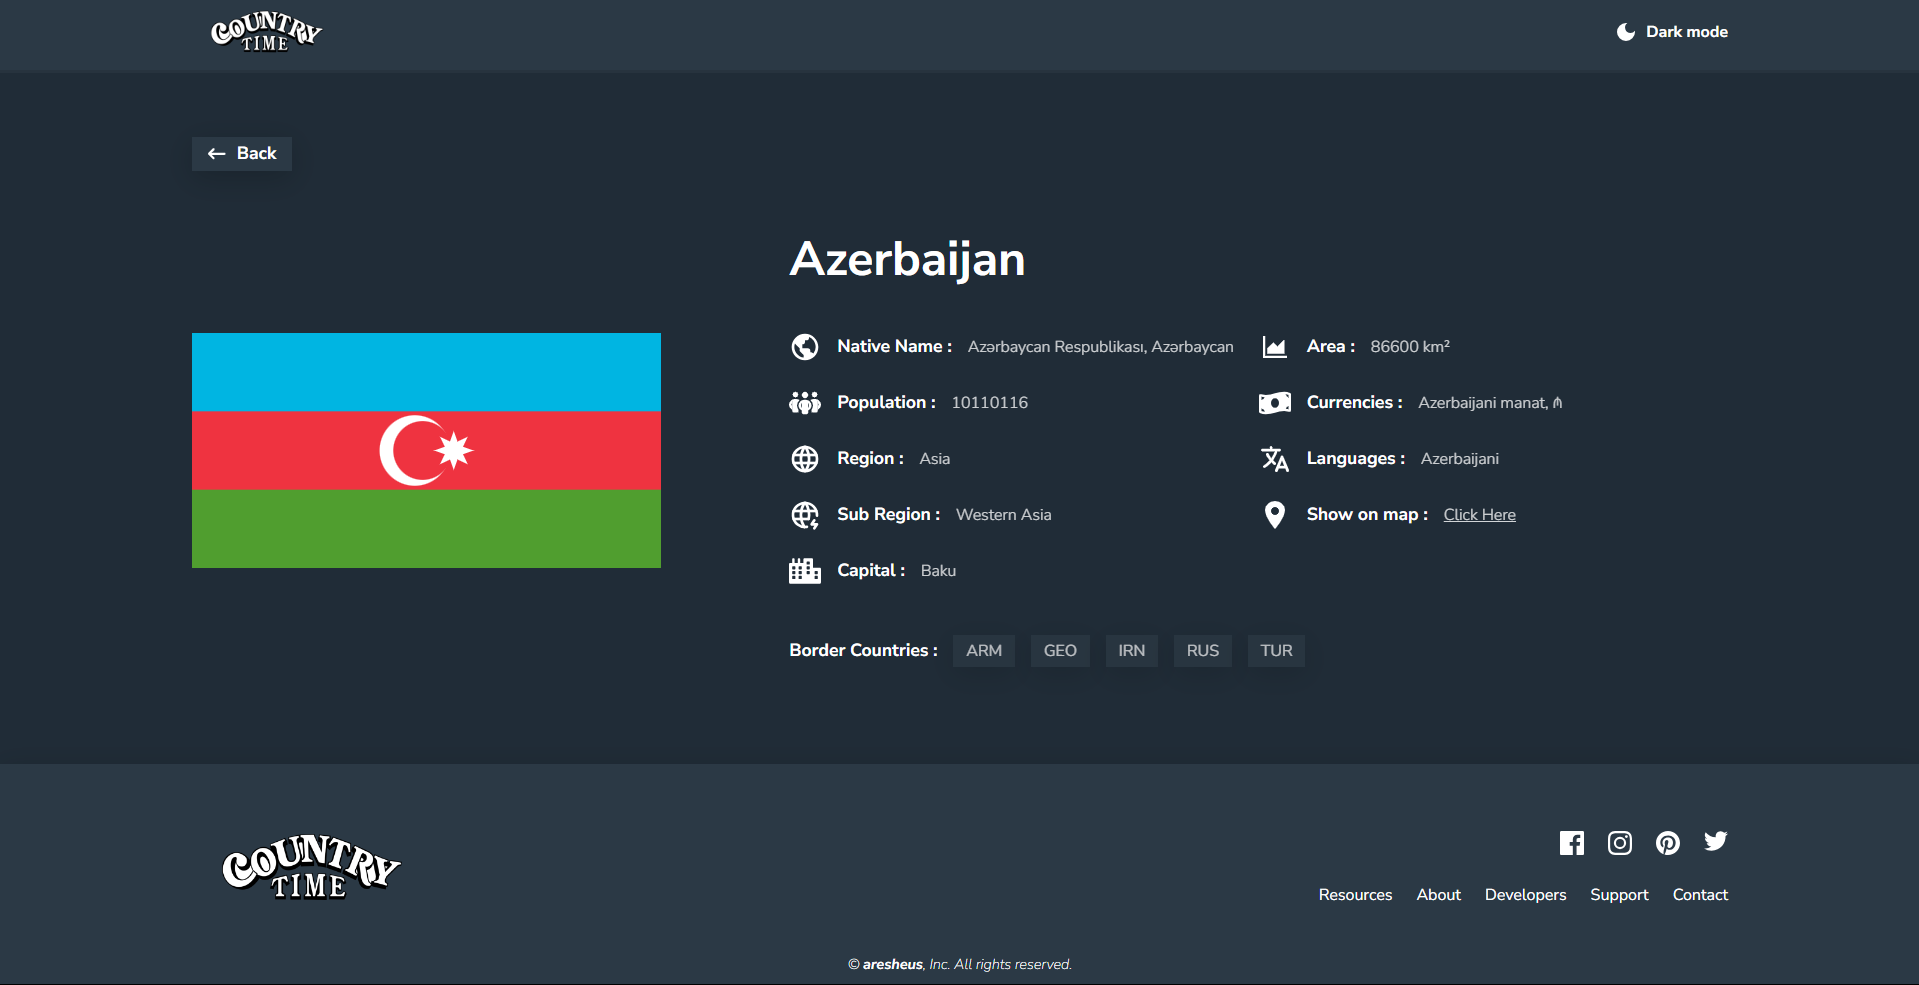 COUNTRY
TIME
Dark mode
Back
Azerbaijan
Native Name : Azərbaycan Respublikası, Azərbaycan
Area : 86600 km²
Population : 10110116
Currencies : Azerbaijani manat, ₼
Region : Asia
Languages : Azerbaijani
Sub Region : Western Asia
Show on map : Click Here
Capital : Baku
Border Countries : ARM GEO IRN RUS TUR
COUNTRY
TIME
Resources About Developers Support Contact
© aresheus, Inc. All rights reserved.